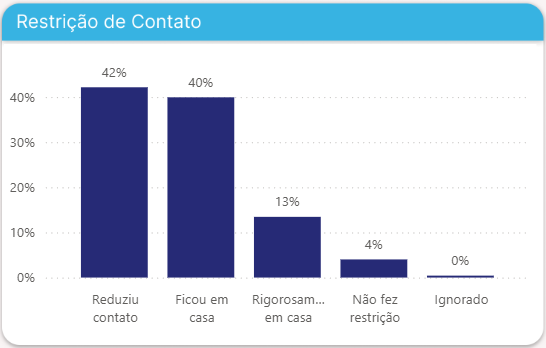 Restrição de Contato
42%
40%
13%
4%
0%
40%
30%
20%
10%
0%
Reduziu
contato
Ficou em
casa
Rigorosam...
em casa
Não fez
restrição
Ignorado